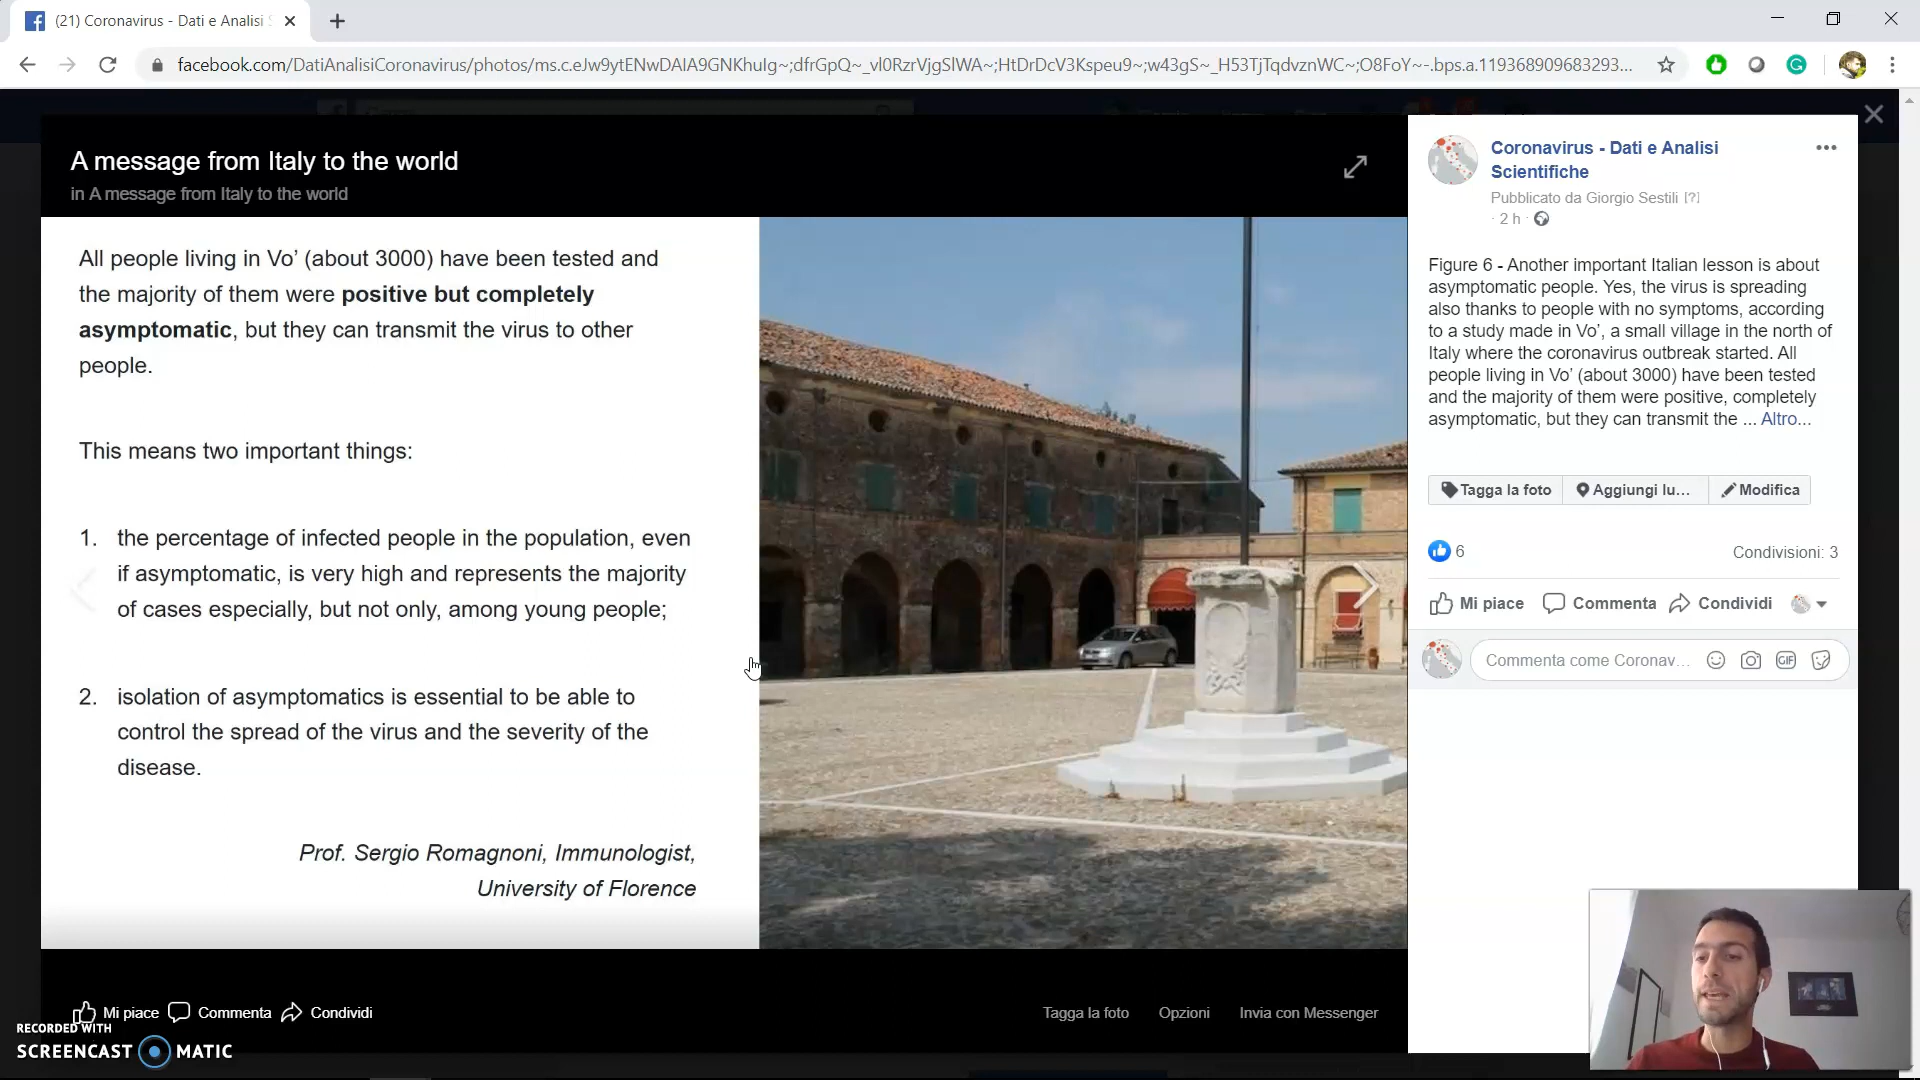 (21) Coronavirus - Dati e Analisi
facebook.com/DatiAnalisiCoronavirus/photos/ms.c.eJw9ytENwDAIA9GNKhuIg~;dfrGpQ~_vl0RzrVjgSlWA~;HtDrDcV3Kspeu9~;w43gS~_H53TjTqdvznWC~;O8FoY~-.bps.a.119368909683293...
A message from Italy to the world
in A message from Italy to the world
All people living in Vo’ (about 3000) have been tested and
the majority of them were positive but completely
asymptomatic, but they can transmit the virus to other
people.
This means two important things:
1. the percentage of infected people in the population, even
if asymptomatic, is very high and represents the majority
of cases especially, but not only, among young people;
2. isolation of asymptomatics is essential to be able to
control the spread of the virus and the severity of the
disease.
Prof. Sergio Romagnoni, Immunologist,
University of Florence
Mi piace Commenta Condividi
Tagga la foto Opzioni Invia con Messenger
RECORDED WITH
SCREENCAST MATIC
Coronavirus - Dati e Analisi
Scientifiche
Pubblicato da Giorgio Sestili [?]
· 2 h ·
Figure 6 - Another important Italian lesson is about
asymptomatic people. Yes, the virus is spreading
also thanks to people with no symptoms, according
to a study made in Vo’, a small village in the north of
Italy where the coronavirus outbreak started. All
people living in Vo’ (about 3000) have been tested
and the majority of them were positive, completely
asymptomatic, but they can transmit the ... Altro...
Tagga la foto Aggiungi lu... Modifica
6 Condivisioni: 3
Mi piace Commenta Condividi
Commenta come Coronav... GIF